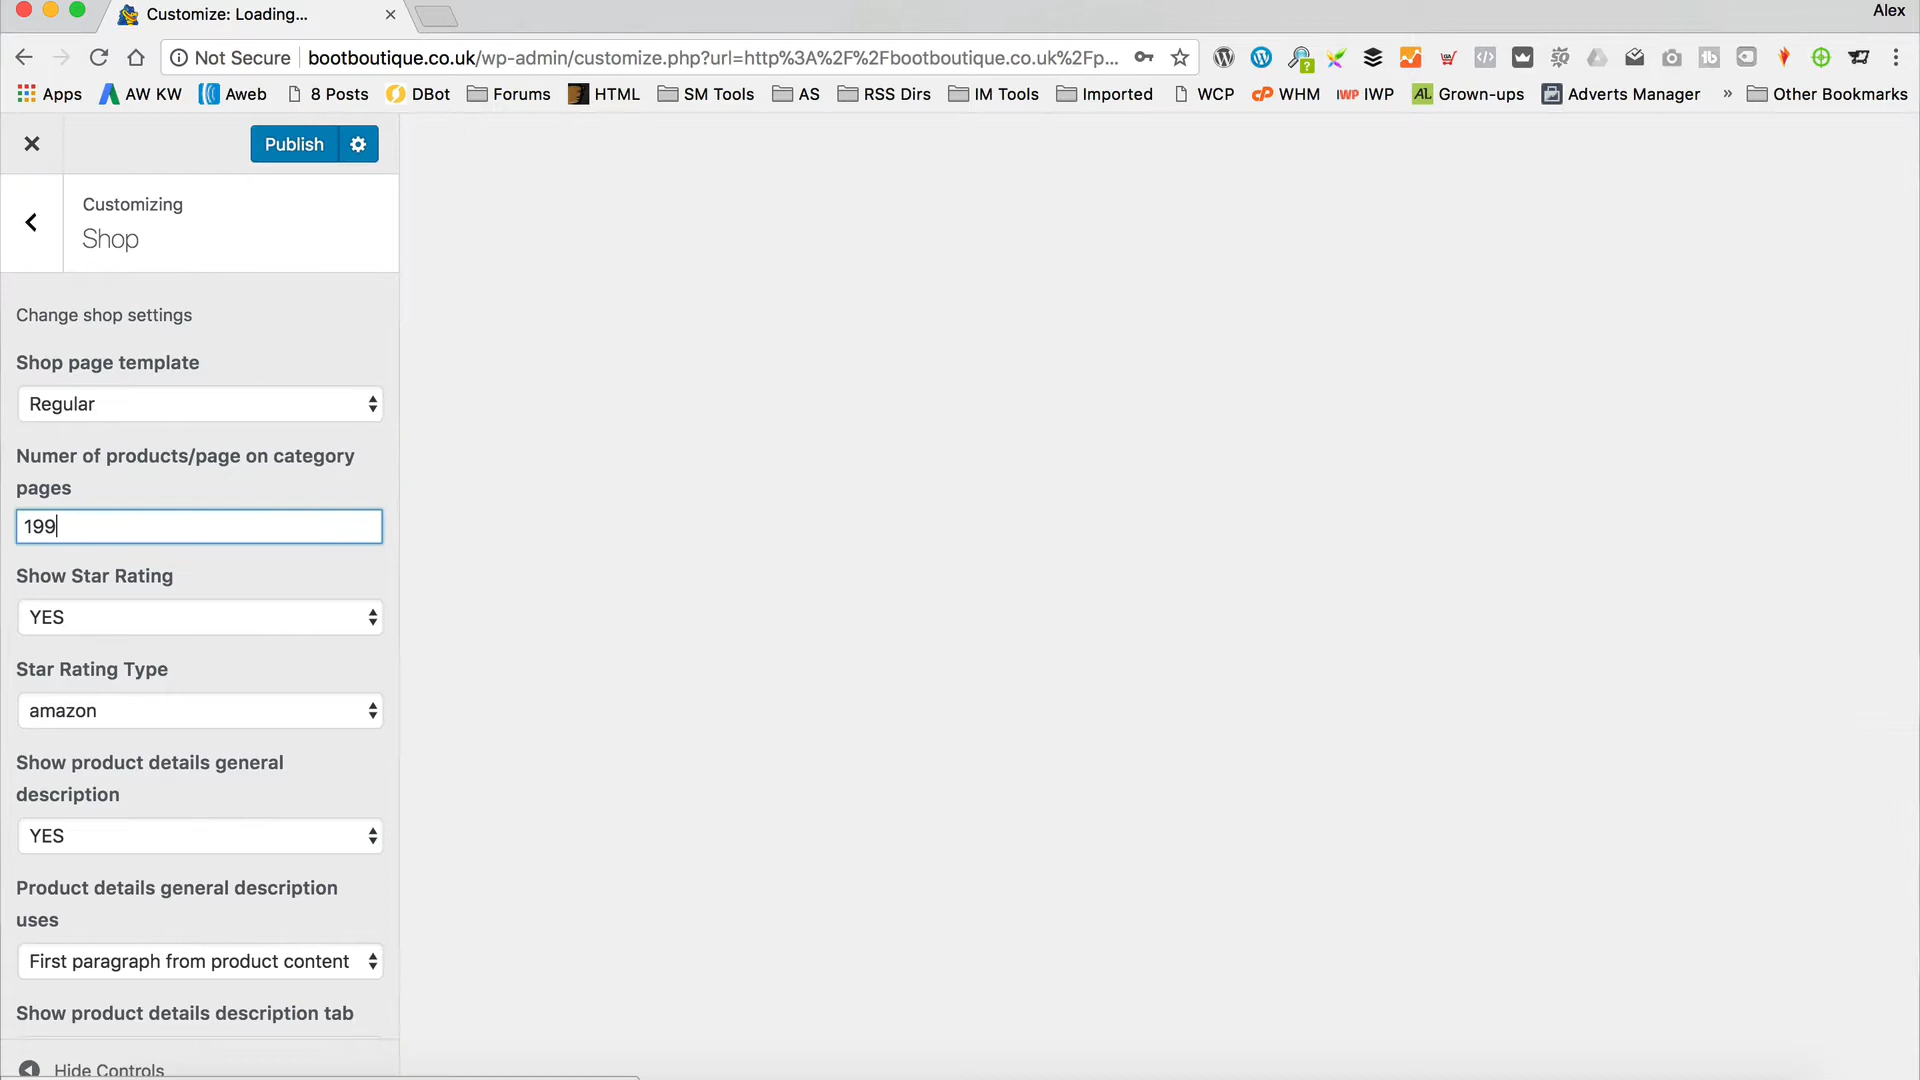 Customize: Loading...
Alex
Not Secure bootboutique.co.uk/wp-admin/customize.php?url=http%3A%2F%2Fbootboutique.co.uk%2Fp...
Apps AW KW Aweb 8 Posts DBot Forums HTML SM Tools AS RSS Dirs IM Tools Imported WCP cP WHM IWP IWP AL Grown-ups Adverts Manager » Other Bookmarks
Publish
Customizing
Shop
Change shop settings
Shop page template
Regular
Numer of products/page on category
pages
199
Show Star Rating
YES
Star Rating Type
amazon
Show product details general
description
YES
Product details general description
uses
First paragraph from product content
Show product details description tab
Hide Controls